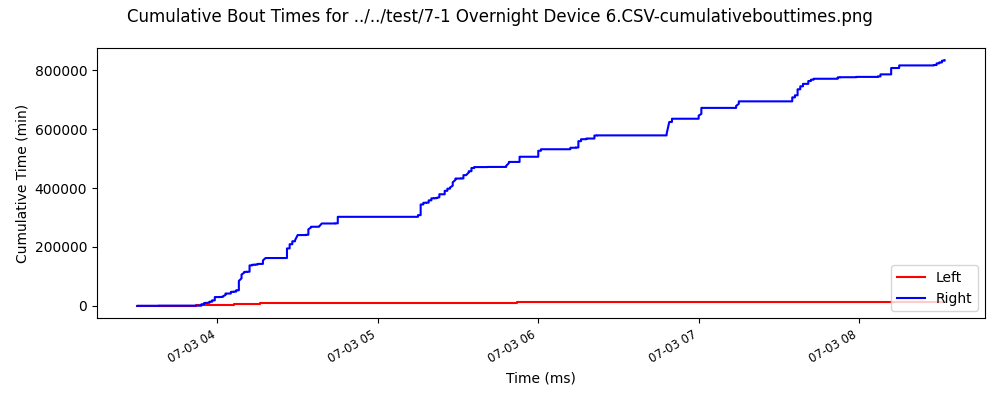 Cumulative Bout Times for ../../test/7-1 Overnight Device 6.CSV-cumulativebouttimes.png
Cumulative Time (min)
800000
600000
400000
200000
0
Left
Right
07-03 04
07-03 05
07-03 06
07-03 07
07-03 08
Time (ms)